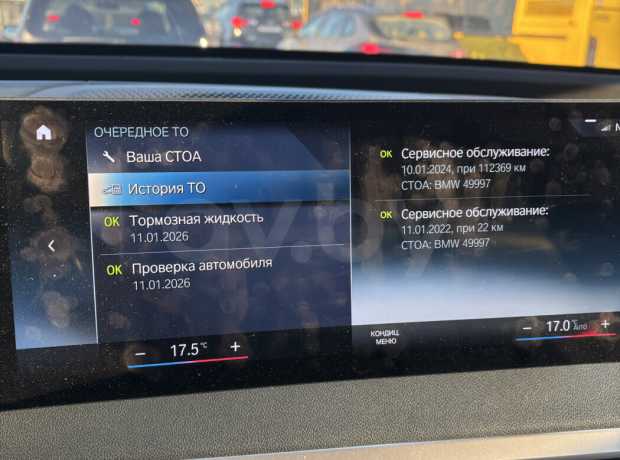 ОЧЕРЕДНОЕ ТО
Ваша СТОА
История ТО
OK Тормозная жидкость
11.01.2026
OK Проверка автомобиля
11.01.2026
OK Сервисное обслуживание:
10.01.2024, при 112369 км
СТОА: BMW 49997
OK Сервисное обслуживание:
11.01.2022, при 22 км
СТОА: BMW 49997
− 17.5 °C +
КОНДИЦ.
МЕНЮ
− 17.0 °C AUTO +